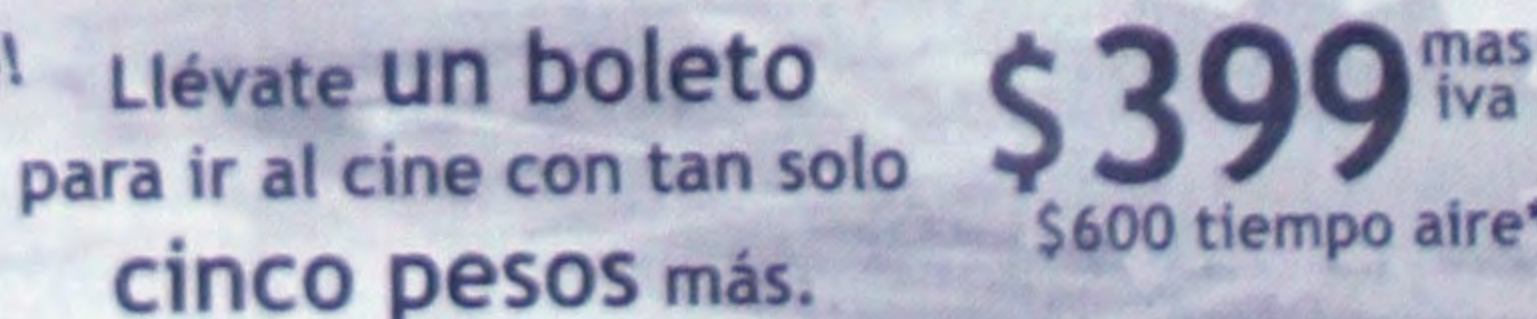 Llévate un boleto
para ir al cine con tan solo
cinco pesos más.
$399 mas
iva
$600 tiempo aire*